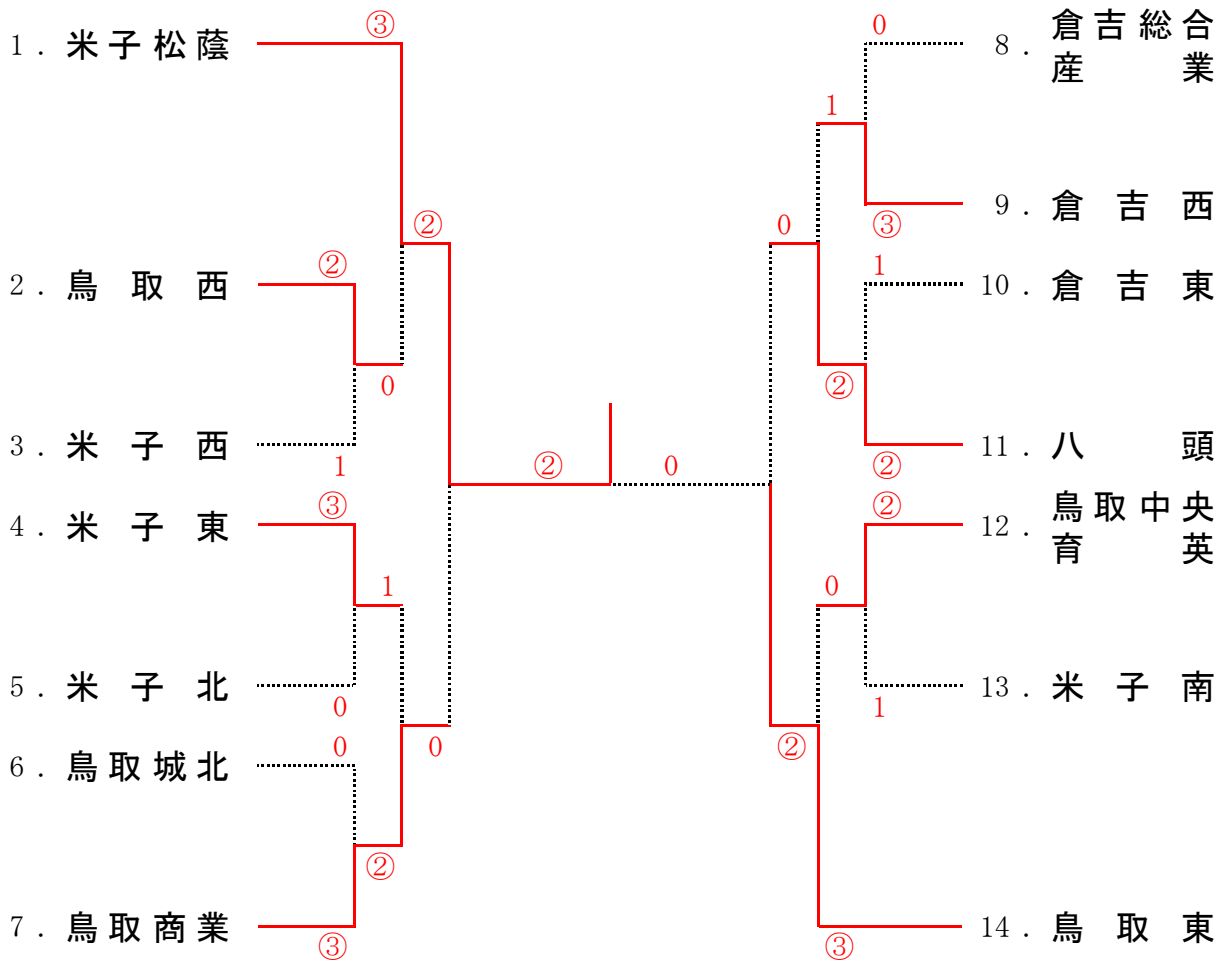 ③
1. 米子松蔭
②
2. 鳥取西
②
0
3. 米子西
1
③
4. 米子東
1
5. 米子北
0
0
6. 鳥取城北
0
②
7. 鳥取商業
③
②
0
0
8. 倉吉総合
産業
1
9. 倉吉西
③
0
1
10. 倉吉東
②
11. 八頭
②
②
12. 鳥取中央
育英
0
13. 米子南
1
②
14. 鳥取東
③